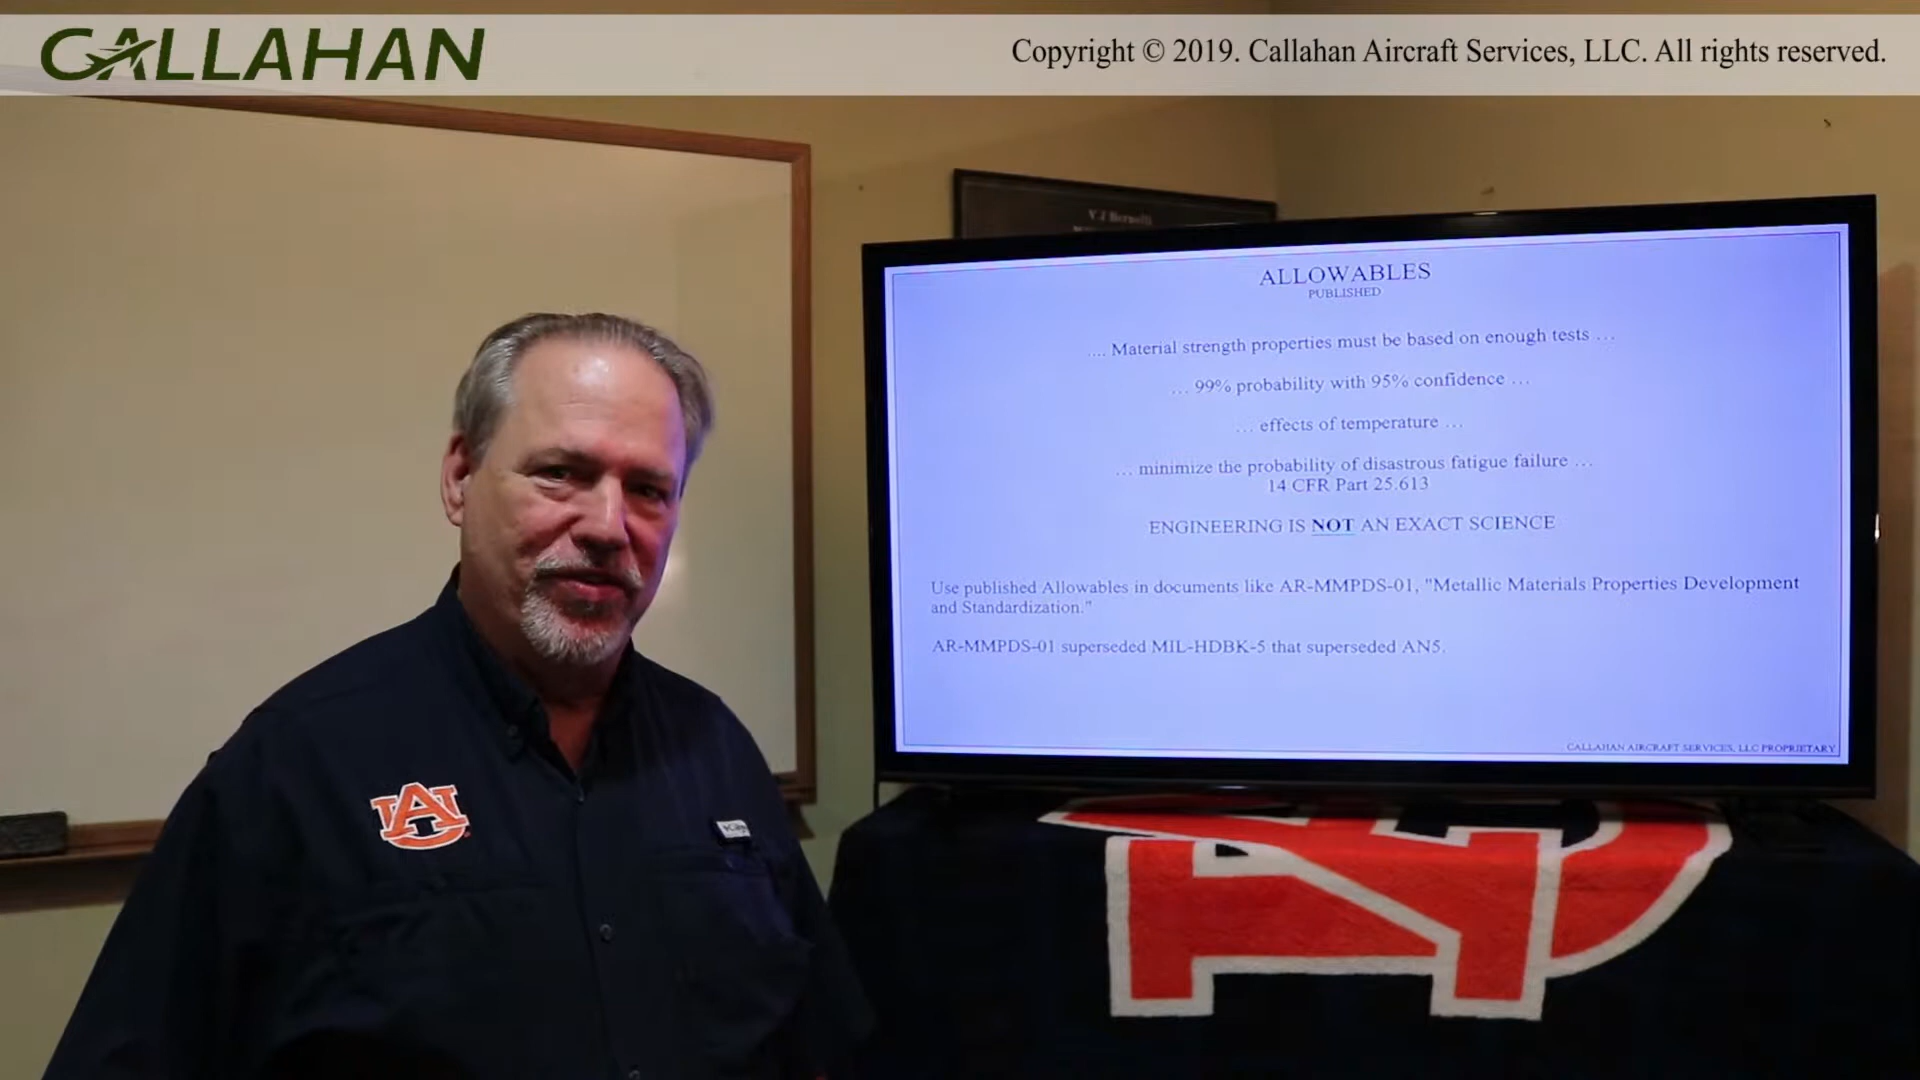 CALLAHAN
Copyright © 2019. Callahan Aircraft Services, LLC. All rights reserved.
V.J
ALLOWABLES
PUBLISHED
.... Material strength properties must be based on enough tests ...
... 99% probability with 95% confidence ...
... effects of temperature ...
... minimize the probability of disastrous fatigue failure ...
14 CFR Part 25.613
ENGINEERING IS NOT AN EXACT SCIENCE
Use published Allowables in documents like AR-MMPDS-01, "Metallic Materials Properties Development
and Standardization."
AR-MMPDS-01 superseded MIL-HDBK-5 that superseded AN5.
CALLAHAN AIRCRAFT SERVICES, LLC PROPRIETARY
AU
Columbia